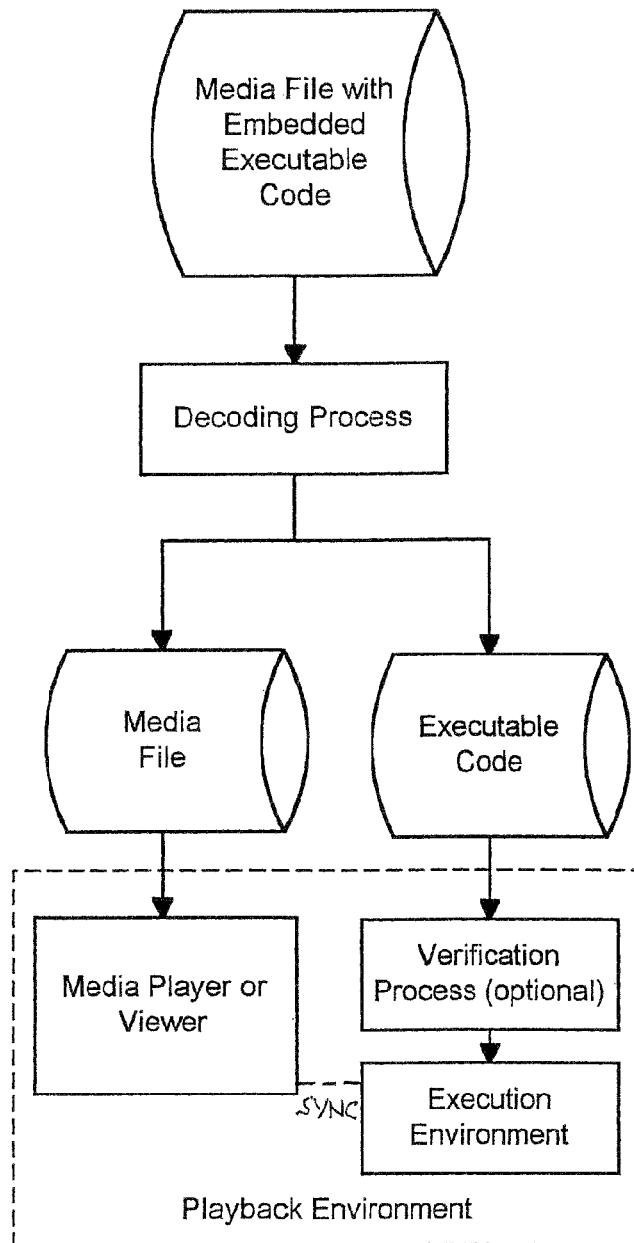 Media File with
Embedded
Executable
Code
Decoding Process
Media
File
Executable
Code
Media Player or
Viewer
Verification
Process (optional)
SYNC
Execution
Environment
Playback Environment